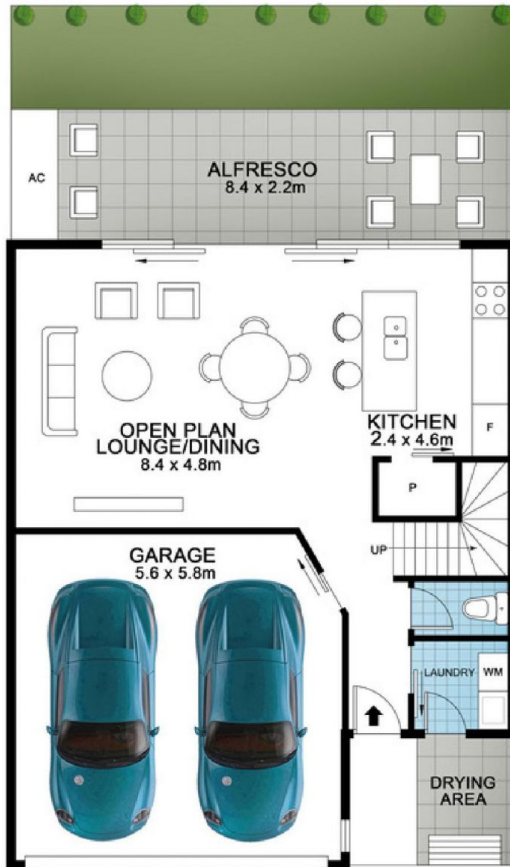 AC
ALFRESCO
8.4 x 2.2m
OPEN PLAN
LOUNGE/DINING
8.4 x 4.8m
KITCHEN
2.4 x 4.6m
F
P
UP
GARAGE
5.6 x 5.8m
LAUNDRY
WM
DRYING
AREA